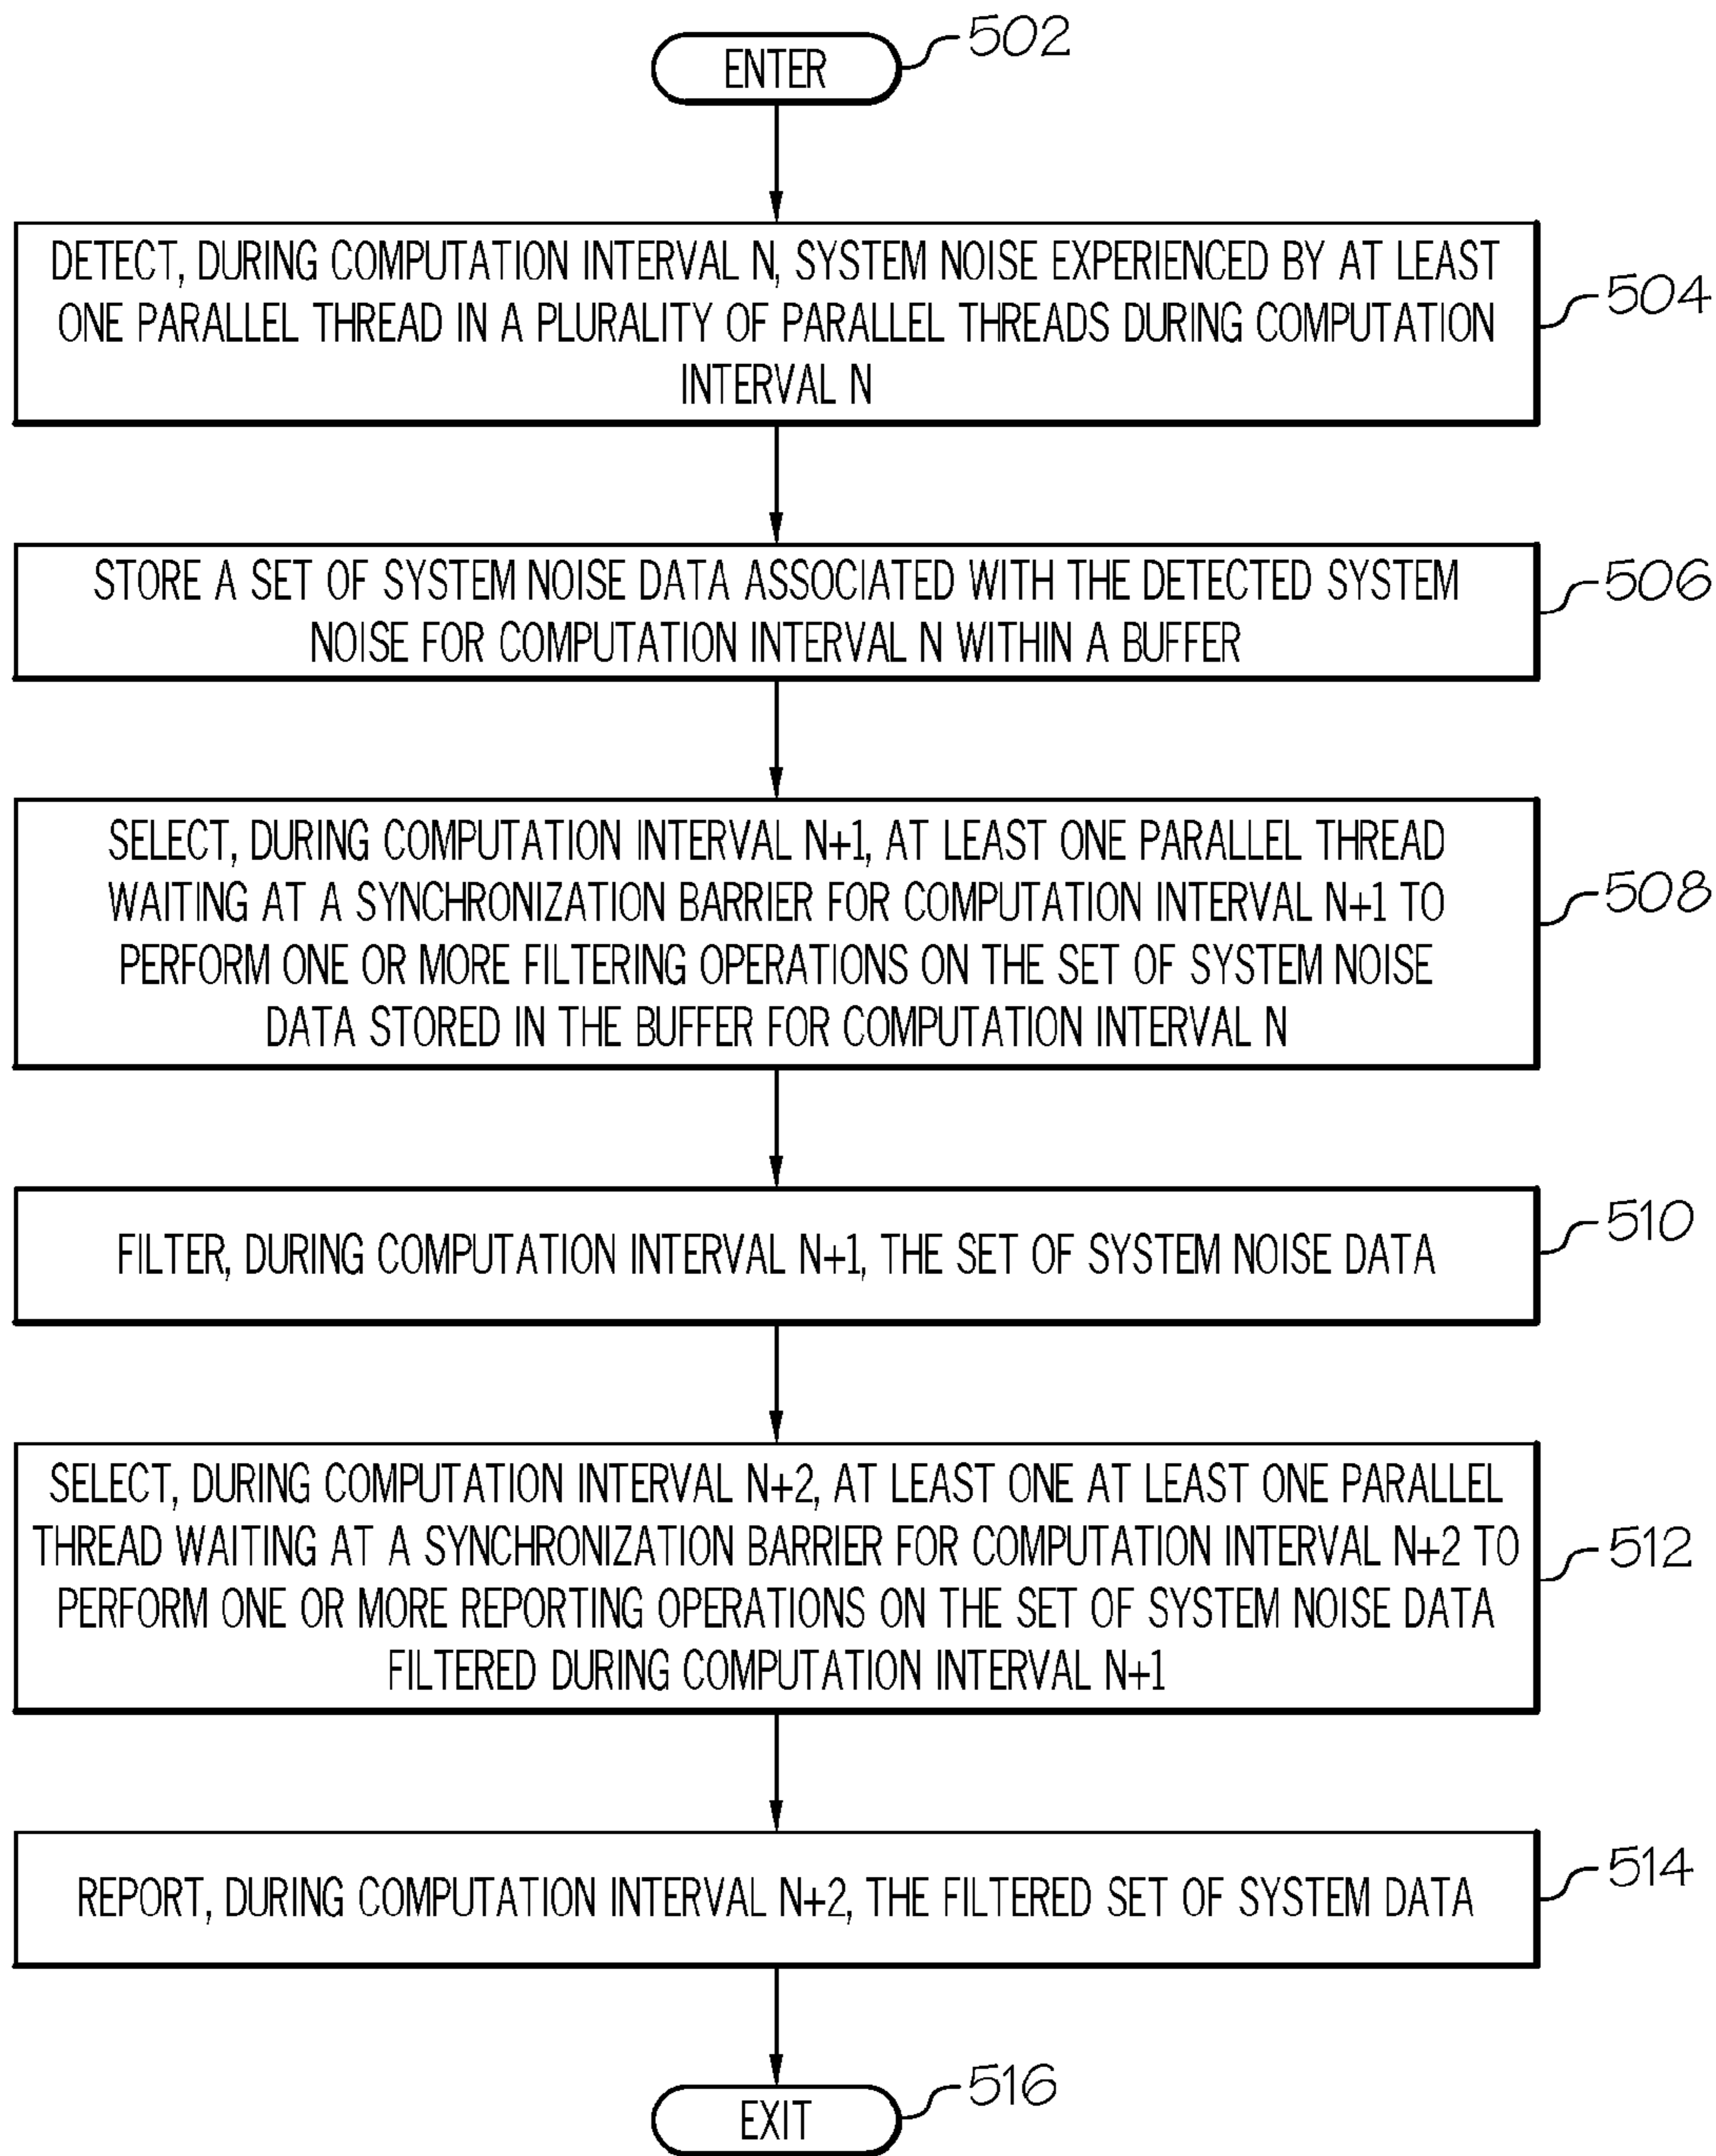 ENTER
502
DETECT, DURING COMPUTATION INTERVAL N, SYSTEM NOISE EXPERIENCED BY AT LEAST
ONE PARALLEL THREAD IN A PLURALITY OF PARALLEL THREADS DURING COMPUTATION
INTERVAL N
504
STORE A SET OF SYSTEM NOISE DATA ASSOCIATED WITH THE DETECTED SYSTEM
NOISE FOR COMPUTATION INTERVAL N WITHIN A BUFFER
506
SELECT, DURING COMPUTATION INTERVAL N+1, AT LEAST ONE PARALLEL THREAD
WAITING AT A SYNCHRONIZATION BARRIER FOR COMPUTATION INTERVAL N+1 TO
PERFORM ONE OR MORE FILTERING OPERATIONS ON THE SET OF SYSTEM NOISE
DATA STORED IN THE BUFFER FOR COMPUTATION INTERVAL N
508
FILTER, DURING COMPUTATION INTERVAL N+1, THE SET OF SYSTEM NOISE DATA
510
SELECT, DURING COMPUTATION INTERVAL N+2, AT LEAST ONE AT LEAST ONE PARALLEL
THREAD WAITING AT A SYNCHRONIZATION BARRIER FOR COMPUTATION INTERVAL N+2 TO
PERFORM ONE OR MORE REPORTING OPERATIONS ON THE SET OF SYSTEM NOISE DATA
FILTERED DURING COMPUTATION INTERVAL N+1
512
REPORT, DURING COMPUTATION INTERVAL N+2, THE FILTERED SET OF SYSTEM DATA
514
EXIT
516